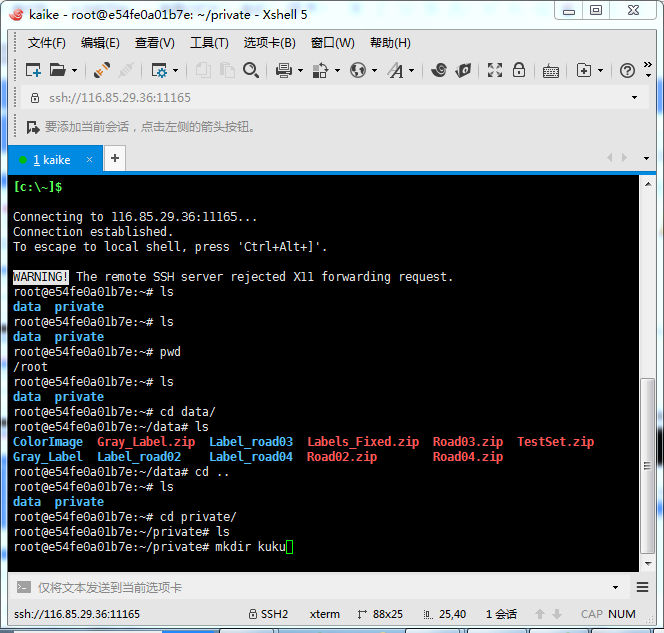 kaike - root@e54fe0a01b7e: ~/private - Xshell 5
文件(F) 编辑(E) 查看(V) 工具(T) 选项卡(B) 窗口(W) 帮助(H)
ssh://116.85.29.36:11165
要添加当前会话，点击左侧的箭头按钮。
1 kaike × +
[c:\~]$
Connecting to 116.85.29.36:11165...
Connection established.
To escape to local shell, press 'Ctrl+Alt+]'.
WARNING! The remote SSH server rejected X11 forwarding request.
root@e54fe0a01b7e:~# ls
data private
root@e54fe0a01b7e:~# ls
data private
root@e54fe0a01b7e:~# pwd
/root
root@e54fe0a01b7e:~# ls
data private
root@e54fe0a01b7e:~# cd data/
root@e54fe0a01b7e:~/data# ls
ColorImage Gray_Label.zip Label_road03 Labels_Fixed.zip Road03.zip TestSet.zip
Gray_Label Label_road02 Label_road04 Road02.zip Road04.zip
root@e54fe0a01b7e:~/data# cd ..
root@e54fe0a01b7e:~# ls
data private
root@e54fe0a01b7e:~# cd private/
root@e54fe0a01b7e:~/private# ls
root@e54fe0a01b7e:~/private# mkdir kuku
仅将文本发送到当前选项卡
ssh://116.85.29.36:11165 SSH2 xterm 88x25 25,40 1 会话 CAP NUM